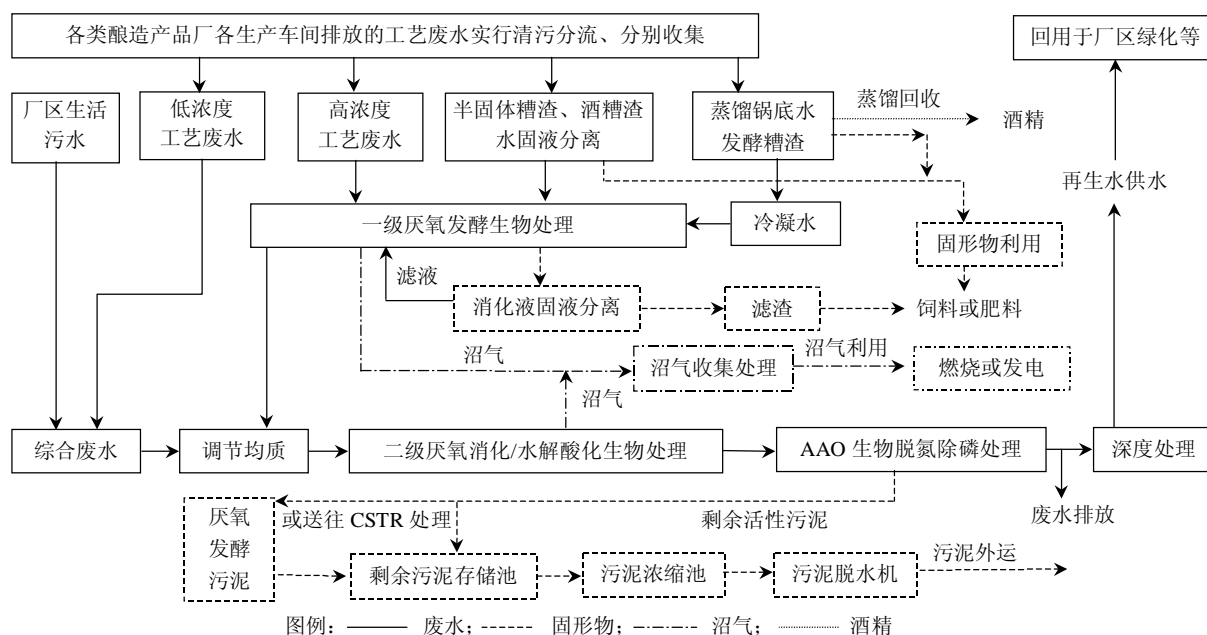 各类酿造产品厂各生产车间排放的工艺废水实行清污分流、分别收集
回用于厂区绿化等
厂区生活
污水
低浓度
工艺废水
高浓度
工艺废水
半固体糟渣、酒糟渣
水固液分离
蒸馏锅底水
发酵糟渣
蒸馏回收
酒精
再生水供水
一级厌氧发酵生物处理
冷凝水
固形物利用
滤液
消化液固液分离
滤渣
饲料或肥料
沼气
沼气收集处理
沼气利用
燃烧或发电
沼气
综合废水
调节均质
二级厌氧消化/水解酸化生物处理
AAO 生物脱氮除磷处理
深度处理
厌氧
发酵
污泥
或送往 CSTR 处理
剩余活性污泥
废水排放
剩余污泥存储池
污泥浓缩池
污泥脱水机
污泥外运
图例： 废水； 固形物； 沼气； 酒精